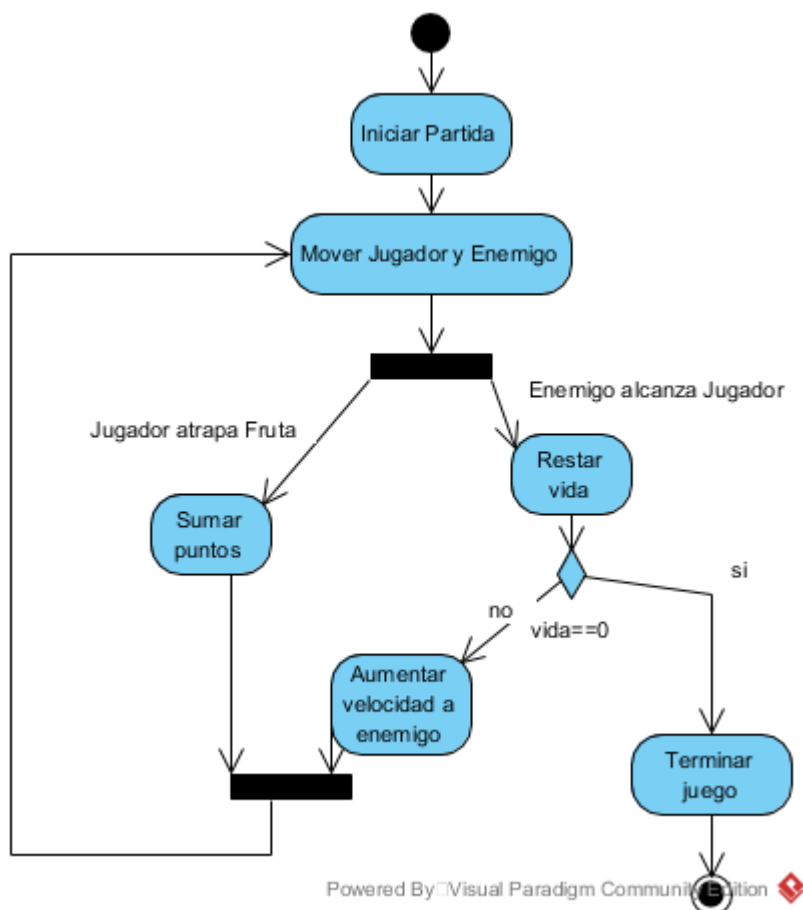 Iniciar Partida
Mover Jugador y Enemigo
Enemigo alcanza Jugador
Jugador atrapa Fruta
Restar
vida
Sumar
puntos
si
no
vida==0
Aumentar
velocidad a
enemigo
Terminar
juego
Powered By Visual Paradigm Community Edition